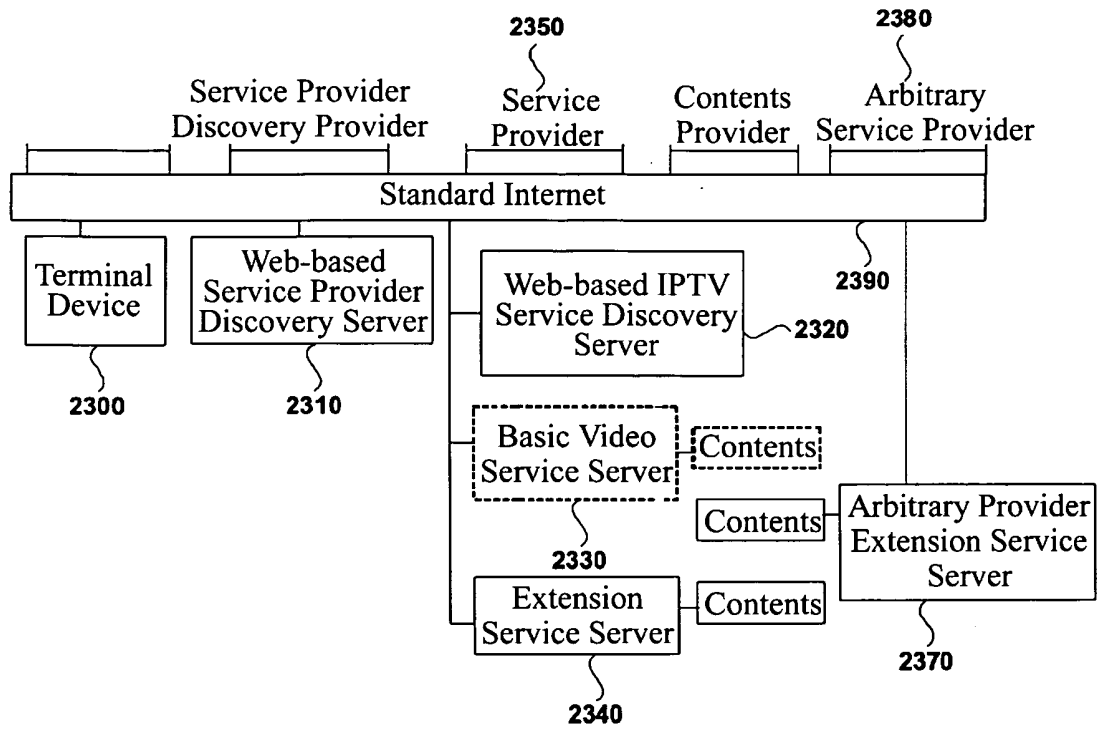 2350
2380
Service Provider
Discovery Provider
Service
Provider
Contents
Provider
Arbitrary
Service Provider
Standard Internet
2390
Terminal
Device
2300
Web-based
Service Provider
Discovery Server
2310
Web-based IPTV
Service Discovery
Server
2320
Basic Video
Service Server
2330
Contents
Contents
Arbitrary Provider
Extension Service
Server
2370
Extension
Service Server
2340
Contents